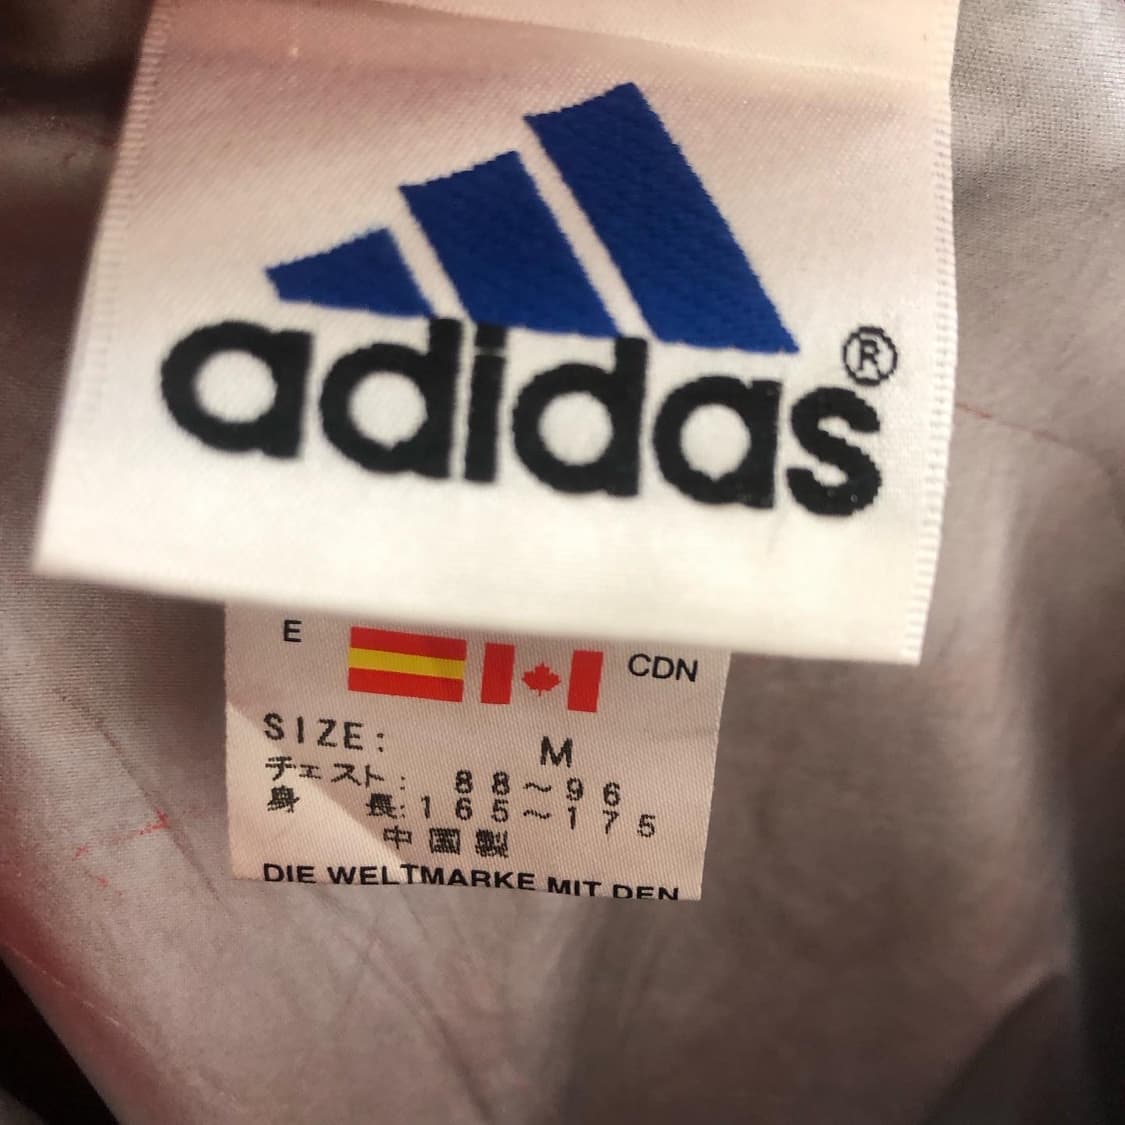 adidas®
E CDN
SIZE: M
チェスト: 88~96
身 長:165~175
中国製
DIE WELTMARKE MIT DEN